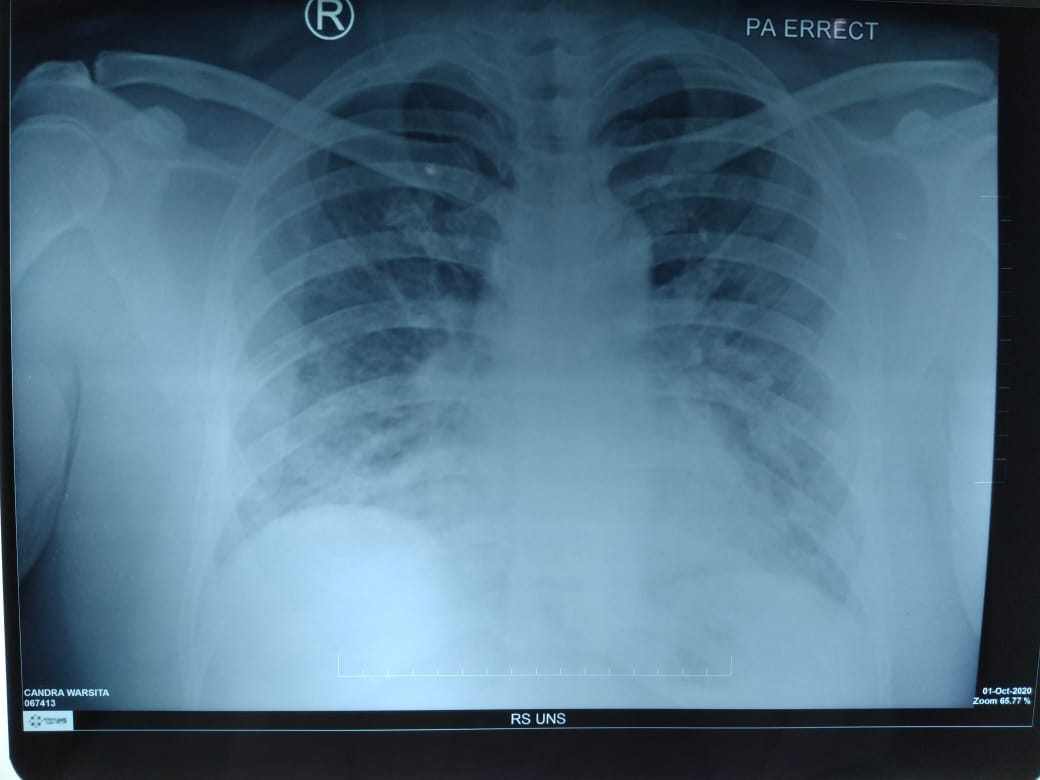 R
PA ERRECT
CANDRA WARSITA
067413
01-Oct-2020
Zoom 65.77 %
RS UNS